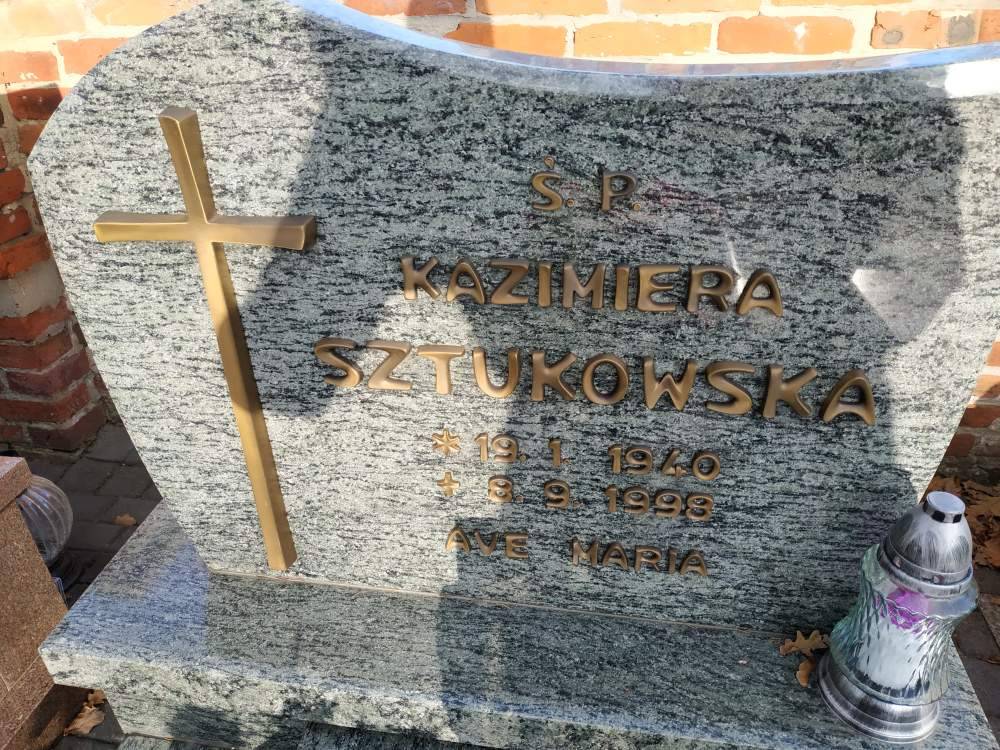 Ś. P.
KAZIMIERA
SZTUKOWSKA
* 19. 1. 1940
+ 8. 9. 1998
AVE MARIA